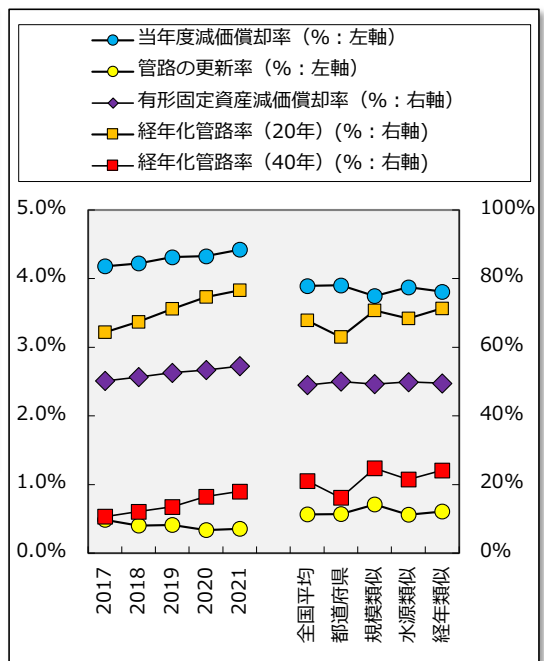 当年度減価償却率（%：左軸）
管路の更新率（%：左軸）
有形固定資産減価償却率（%：右軸）
経年化管路率（20年）(%：右軸)
経年化管路率（40年）(%：右軸)
5.0% 100%
4.0% 80%
3.0% 60%
2.0% 40%
1.0% 20%
0.0% 0%
2017
2018
2019
2020
2021
全国平均
都道府県
規模類似
水源類似
経年類似